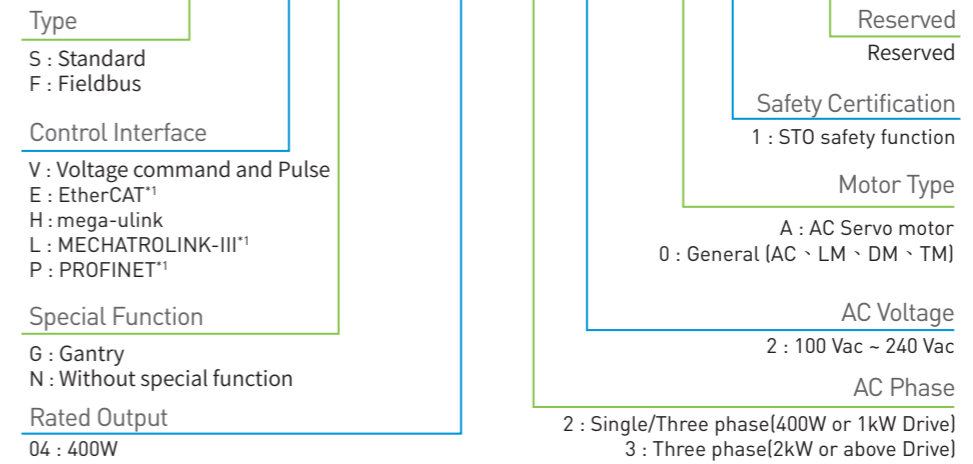 Type
S : Standard
F : Fieldbus
Control Interface
V : Voltage command and Pulse
E : EtherCAT*1
H : mega-ulink
L : MECHATROLINK-III*1
P : PROFINET*1
Special Function
G : Gantry
N : Without special function
Rated Output
04 : 400W
Reserved
Reserved
Safety Certification
1 : STO safety function
Motor Type
A : AC Servo motor
0 : General (AC、LM、DM、TM)
AC Voltage
2 : 100 Vac ~ 240 Vac
AC Phase
2 : Single/Three phase(400W or 1kW Drive)
3 : Three phase(2kW or above Drive)